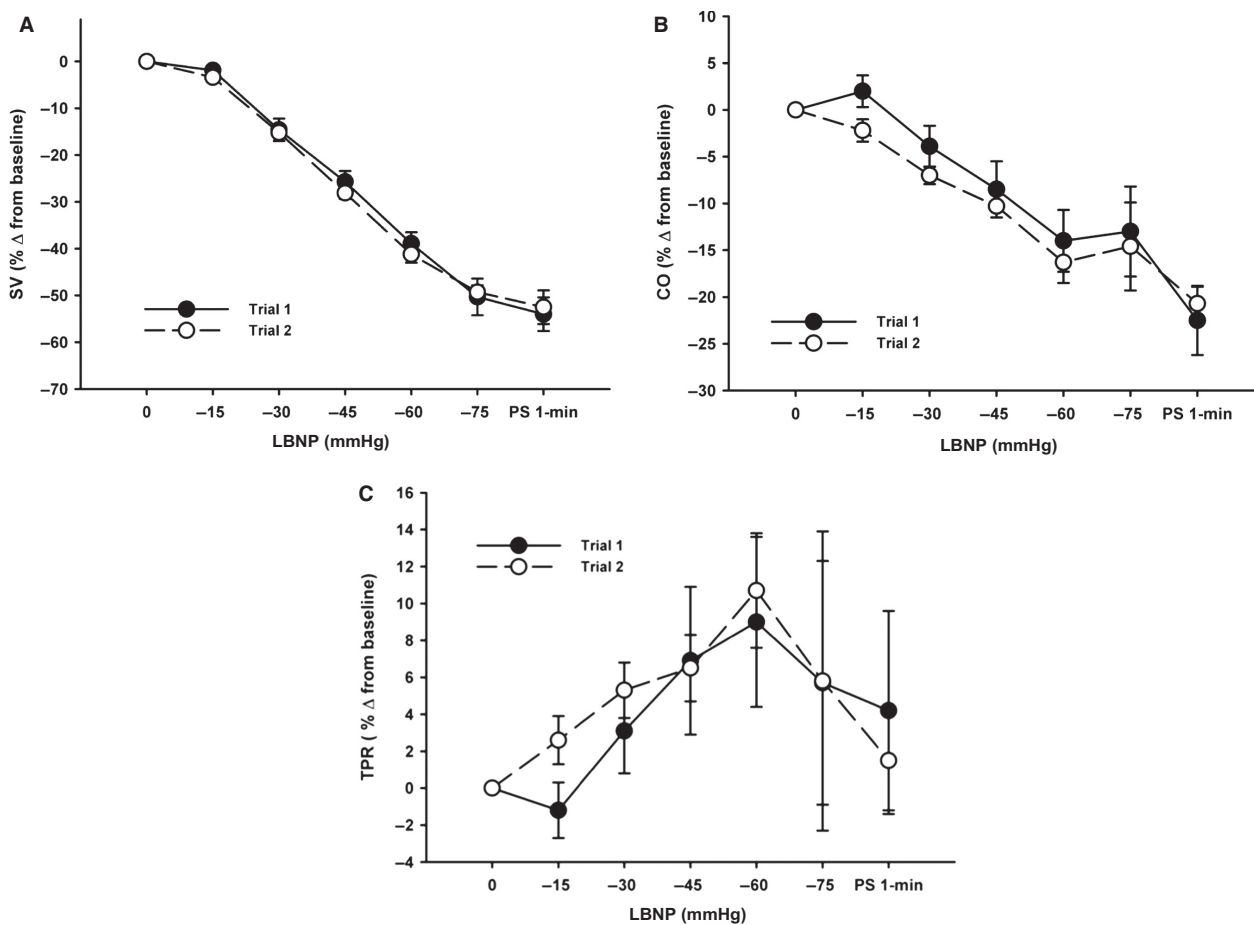 A
SV (% Δ from baseline)
0
–10
–20
–30
–40
–50
–60
–70
Trial 1
Trial 2
0 –15 –30 –45 –60 –75 PS 1-min
LBNP (mmHg)
B
CO (% Δ from baseline)
10
5
0
–5
–10
–15
–20
–25
–30
Trial 1
Trial 2
0 –15 –30 –45 –60 –75 PS 1-min
LBNP (mmHg)
C
TPR ( % Δ from baseline)
16
14
12
10
8
6
4
2
0
–2
–4
Trial 1
Trial 2
0 –15 –30 –45 –60 –75 PS 1-min
LBNP (mmHg)